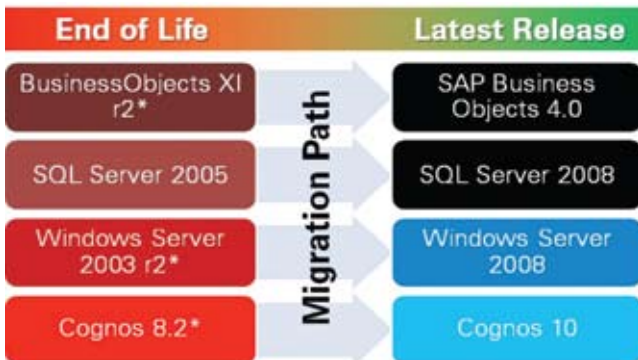 End of Life
Latest Release
BusinessObjects XI
r2*
SAP Business
Objects 4.0
SQL Server 2005
SQL Server 2008
Windows Server
2003 r2*
Windows Server
2008
Cognos 8.2*
Cognos 10
Migration Path